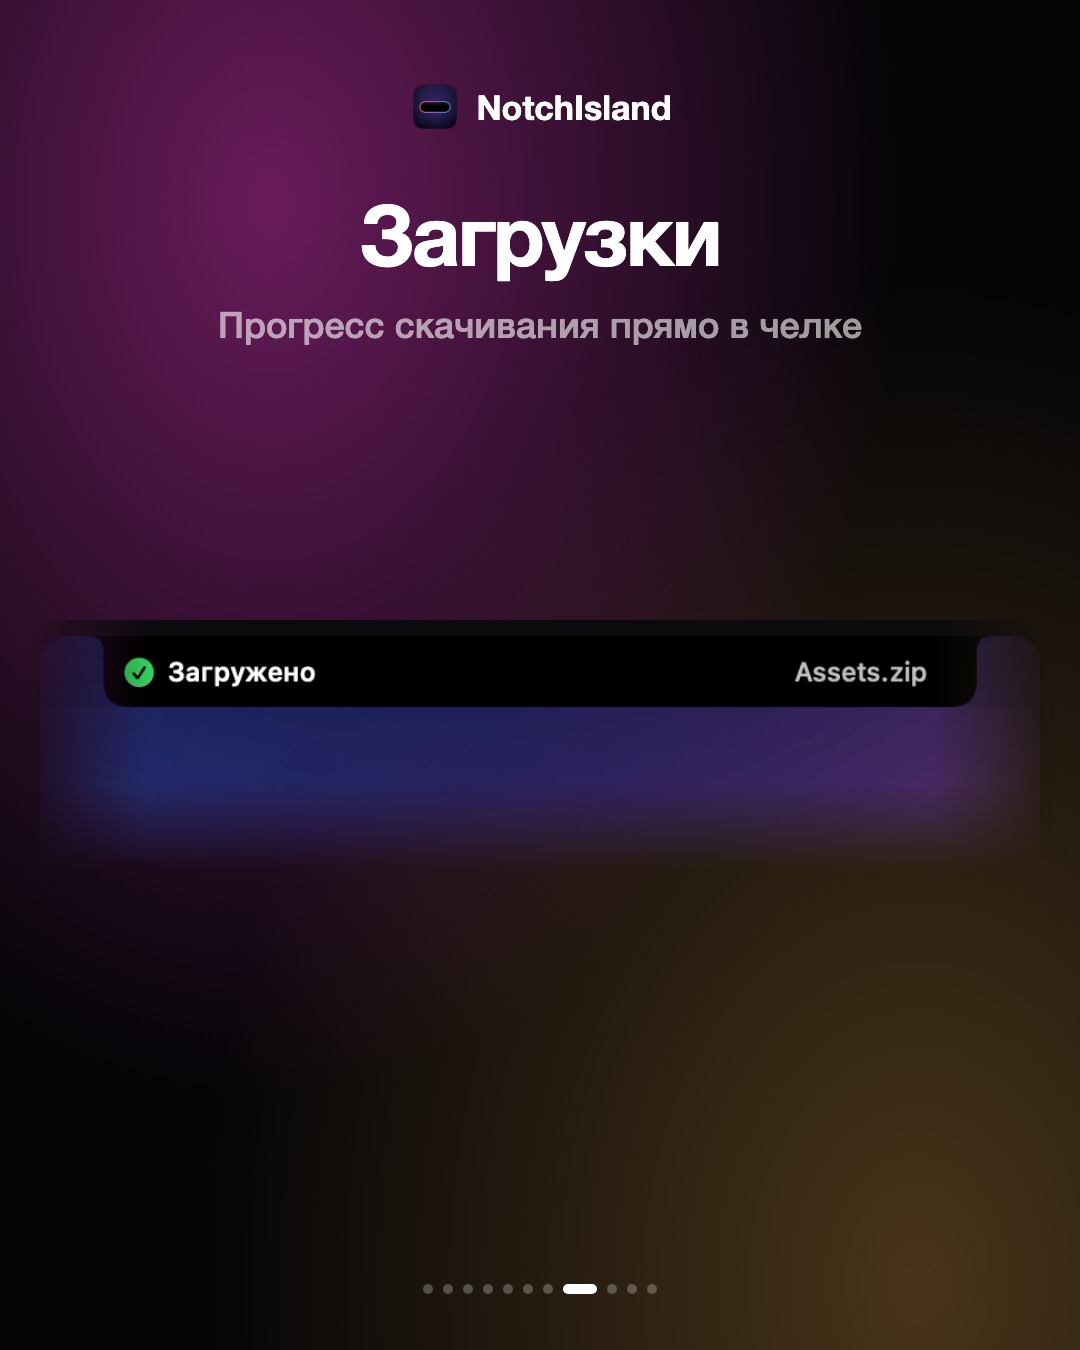 NotchIsland
Загрузки
Прогресс скачивания прямо в челке
Загружено
Assets.zip